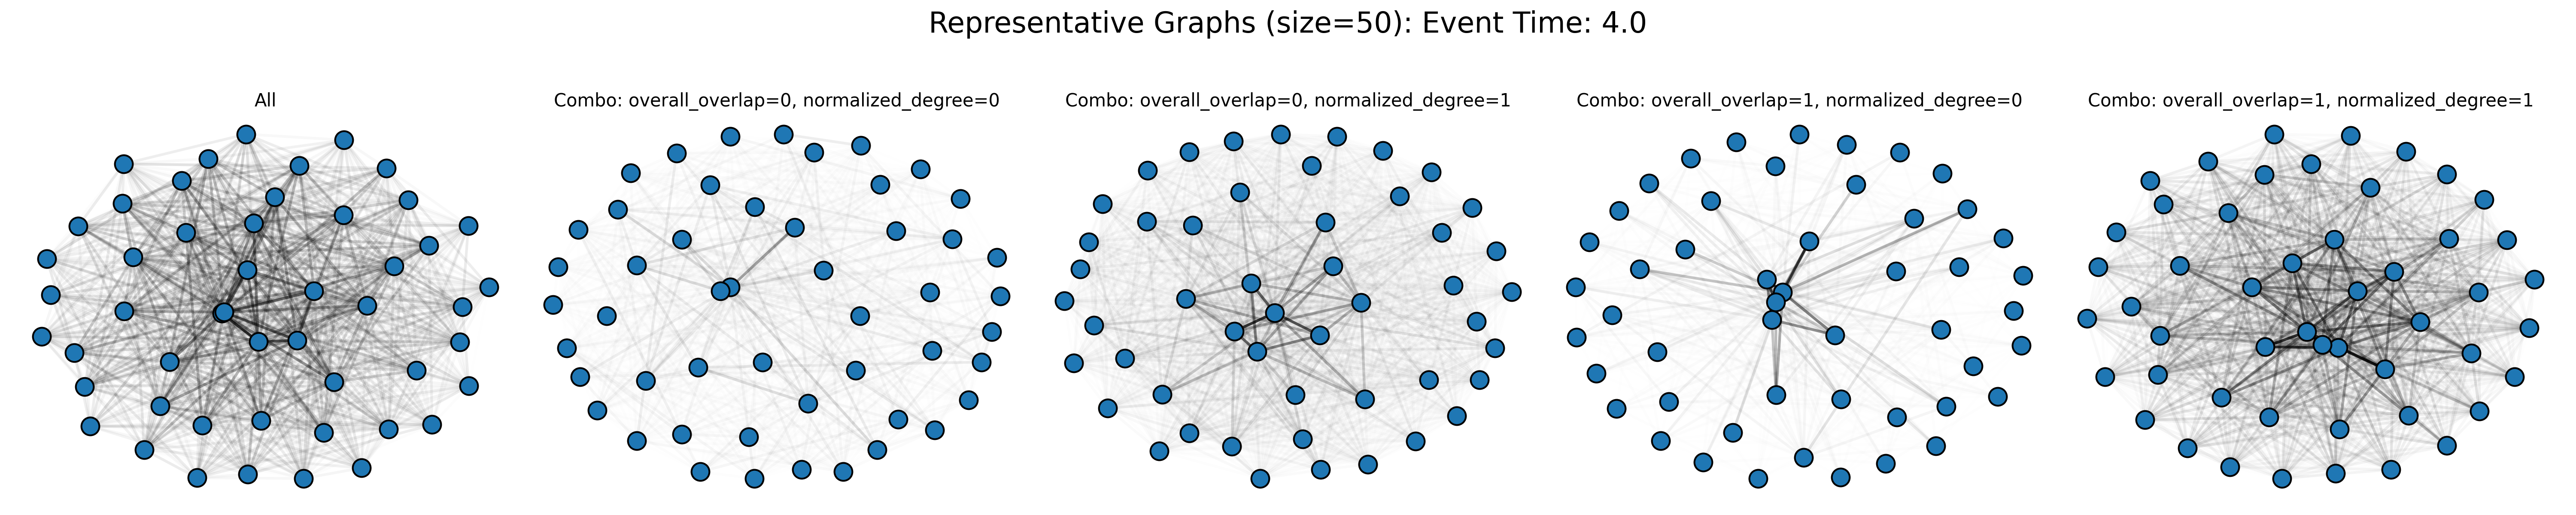 Representative Graphs (size=50): Event Time: 4.0
All
Combo: overall_overlap=0, normalized_degree=0
Combo: overall_overlap=0, normalized_degree=1
Combo: overall_overlap=1, normalized_degree=0
Combo: overall_overlap=1, normalized_degree=1